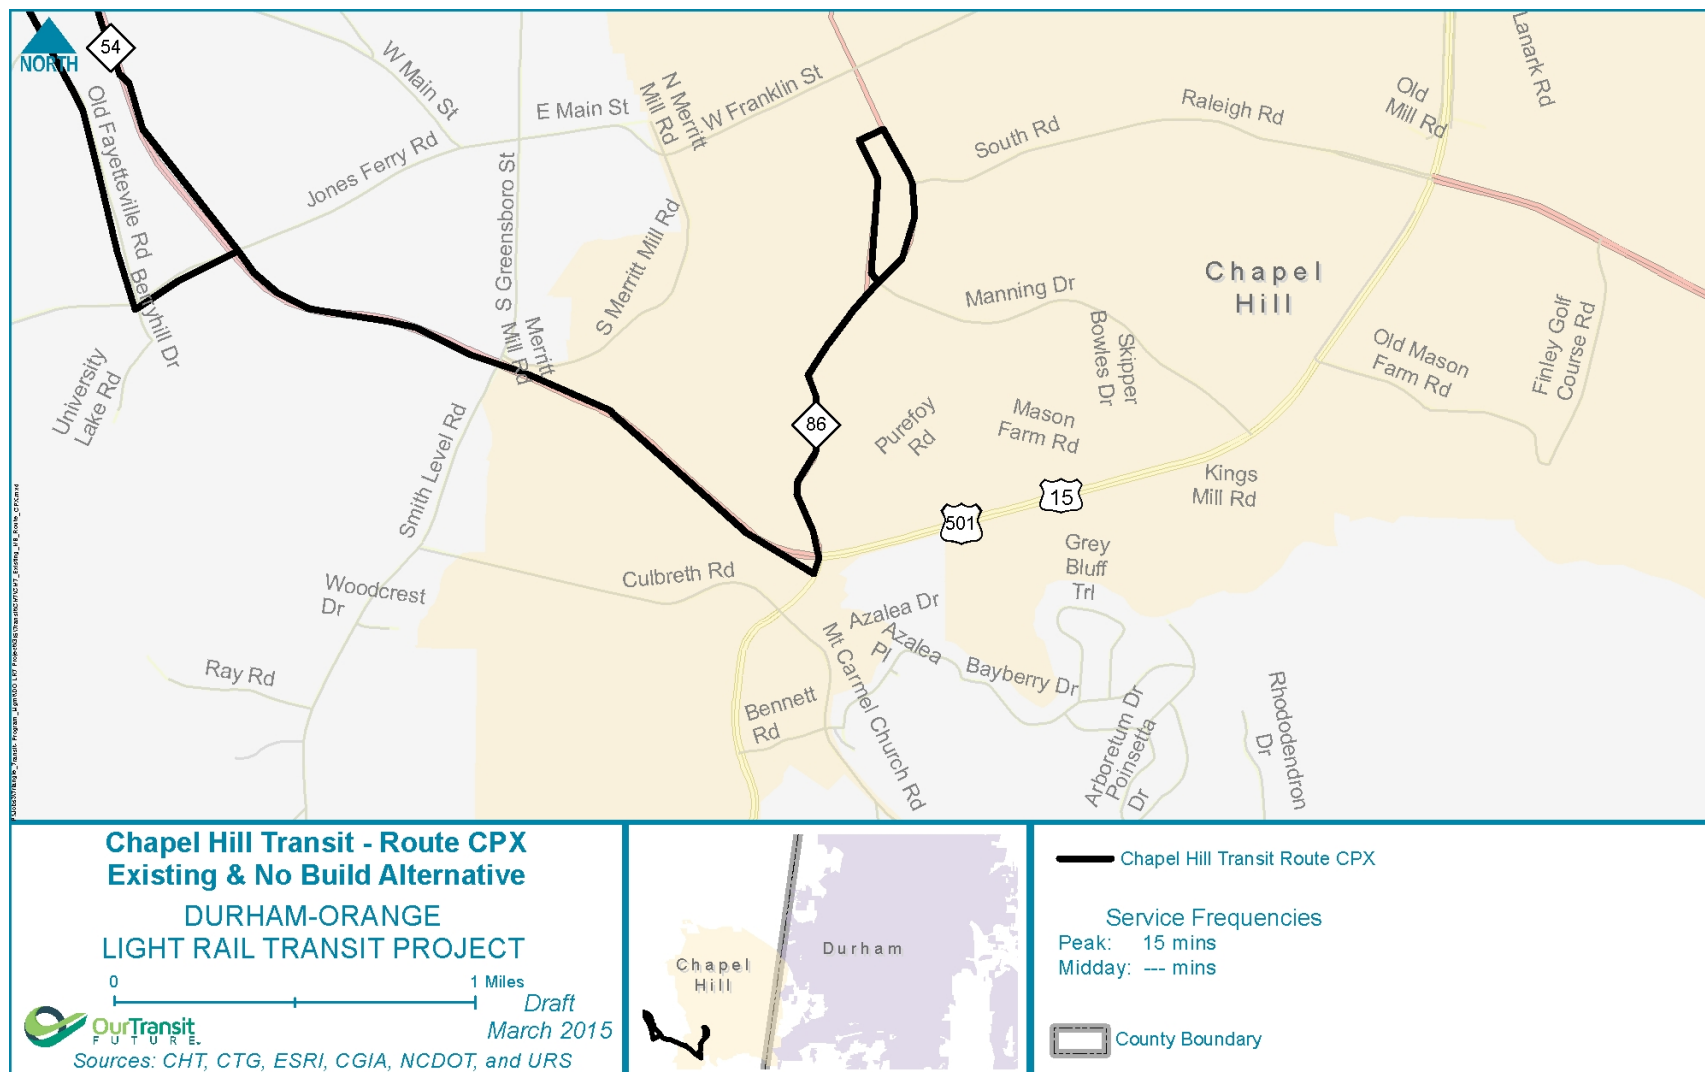 NORTH
54
W Main St
Old Fayetteville Rd
Jones Ferry Rd
E Main St
N Merritt
Mill Rd
W Franklin St
South Rd
Raleigh Rd
Old
Mill Rd
Lanark Rd
S Greensboro St
S Merritt Mill Rd
Merritt
Mill Rd
Berryhill Dr
University
Lake Rd
Smith Level Rd
Manning Dr
Chapel
Hill
Skipper
Bowles Dr
Old Mason
Farm Rd
Finley Golf
Course Rd
86
Purefoy
Rd
Mason
Farm Rd
Kings
Mill Rd
15
501
Grey
Bluff
Trl
Culbreth Rd
Woodcrest
Dr
Ray Rd
Azalea Dr
Azalea
Pl
Mt Carmel Church Rd
Bayberry Dr
Bennett
Rd
Arboretum Dr
Poinsetta
Dr
Rhododendron
Dr
Chapel Hill Transit - Route CPX
Existing & No Build Alternative
DURHAM-ORANGE
LIGHT RAIL TRANSIT PROJECT
0 1 Miles
Draft
March 2015
OurTransit
FUTURE
Sources: CHT, CTG, ESRI, CGIA, NCDOT, and URS
Chapel
Hill
Durham
Chapel Hill Transit Route CPX
Service Frequencies
Peak: 15 mins
Midday: --- mins
County Boundary